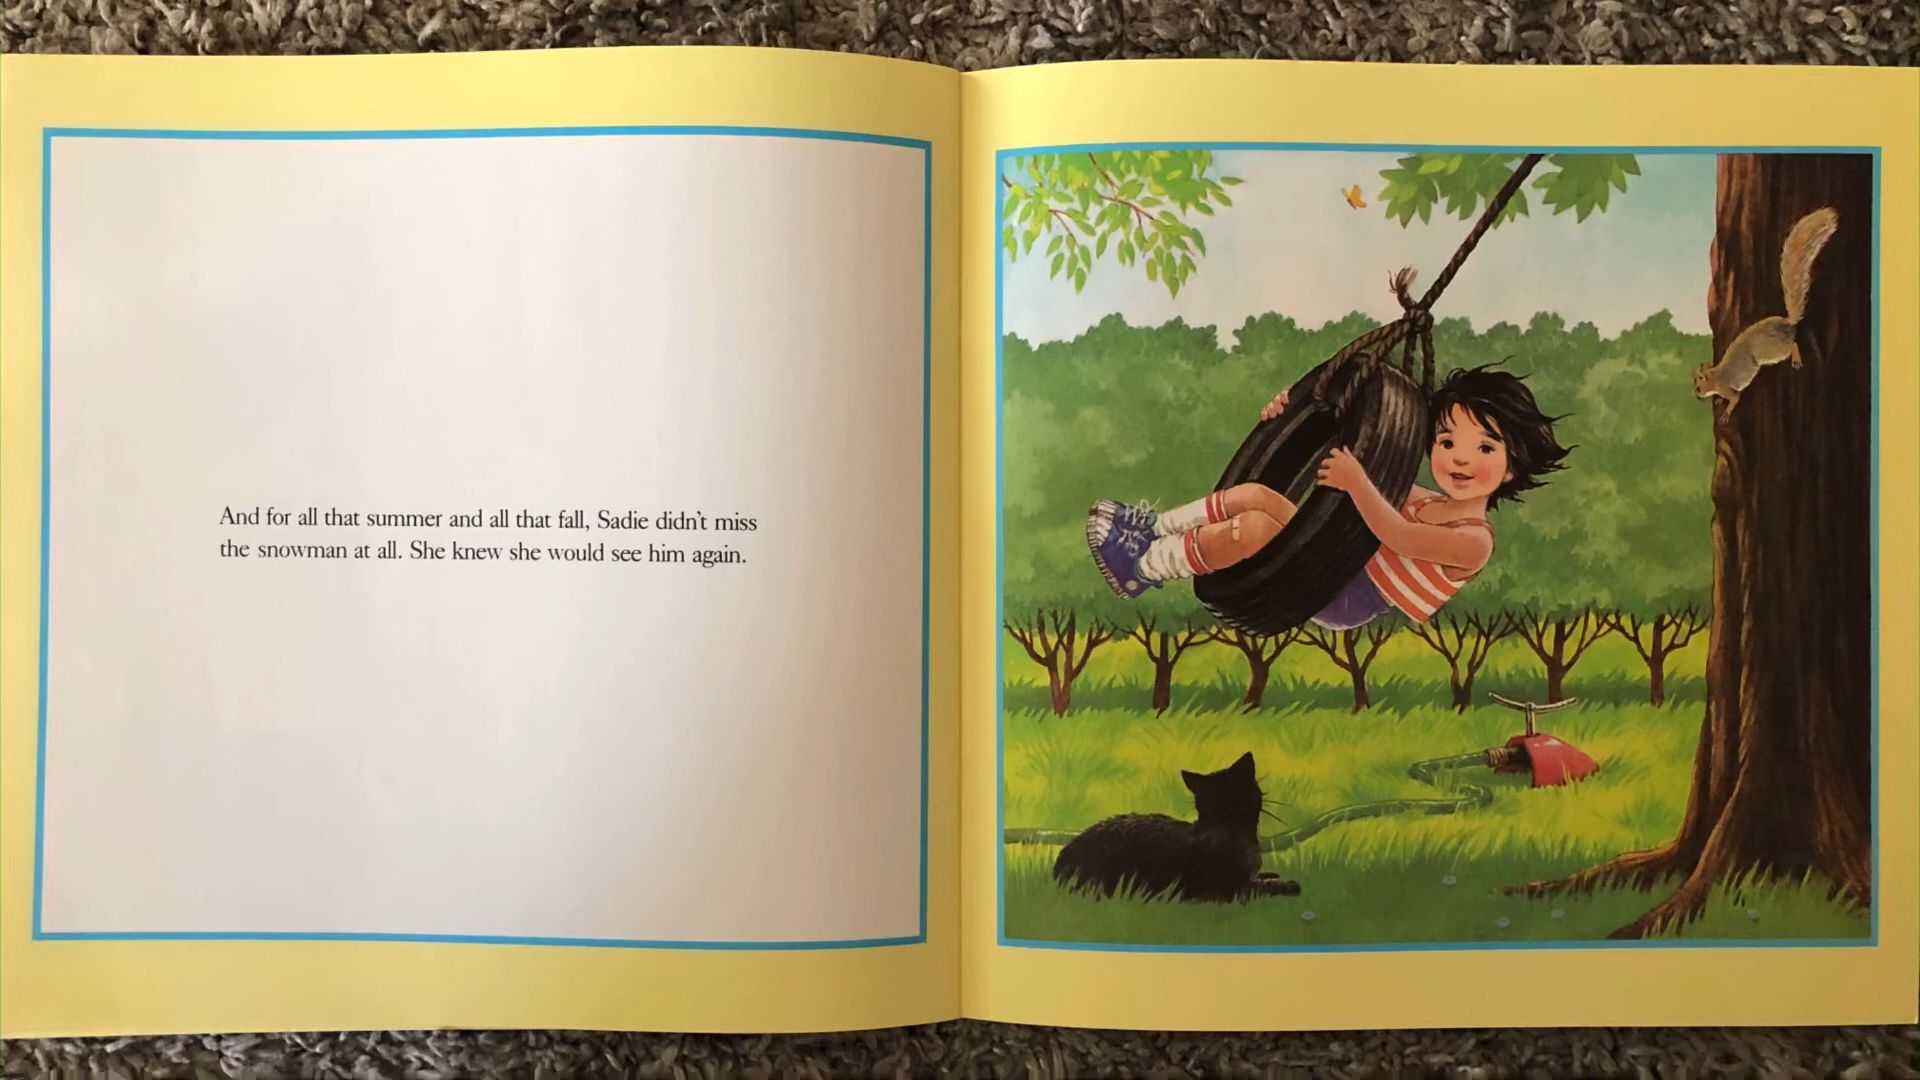 And for all that summer and all that fall, Sadie didn't miss
the snowman at all. She knew she would see him again.